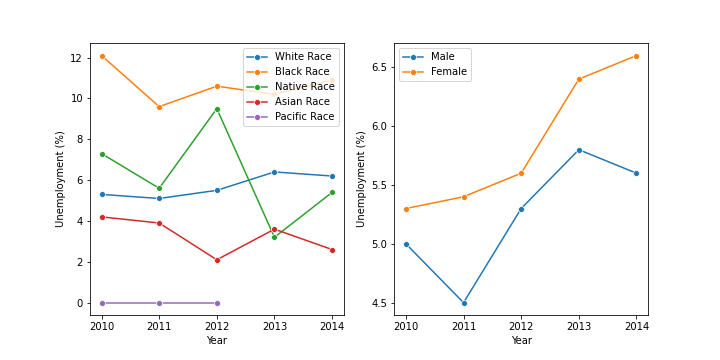 White Race
Black Race
Native Race
Asian Race
Pacific Race
12
10
8
6
4
2
0
Unemployment (%)
2010 2011 2012 2013 2014
Year
Male
Female
6.5
6.0
5.5
5.0
4.5
Unemployment (%)
2010 2011 2012 2013 2014
Year